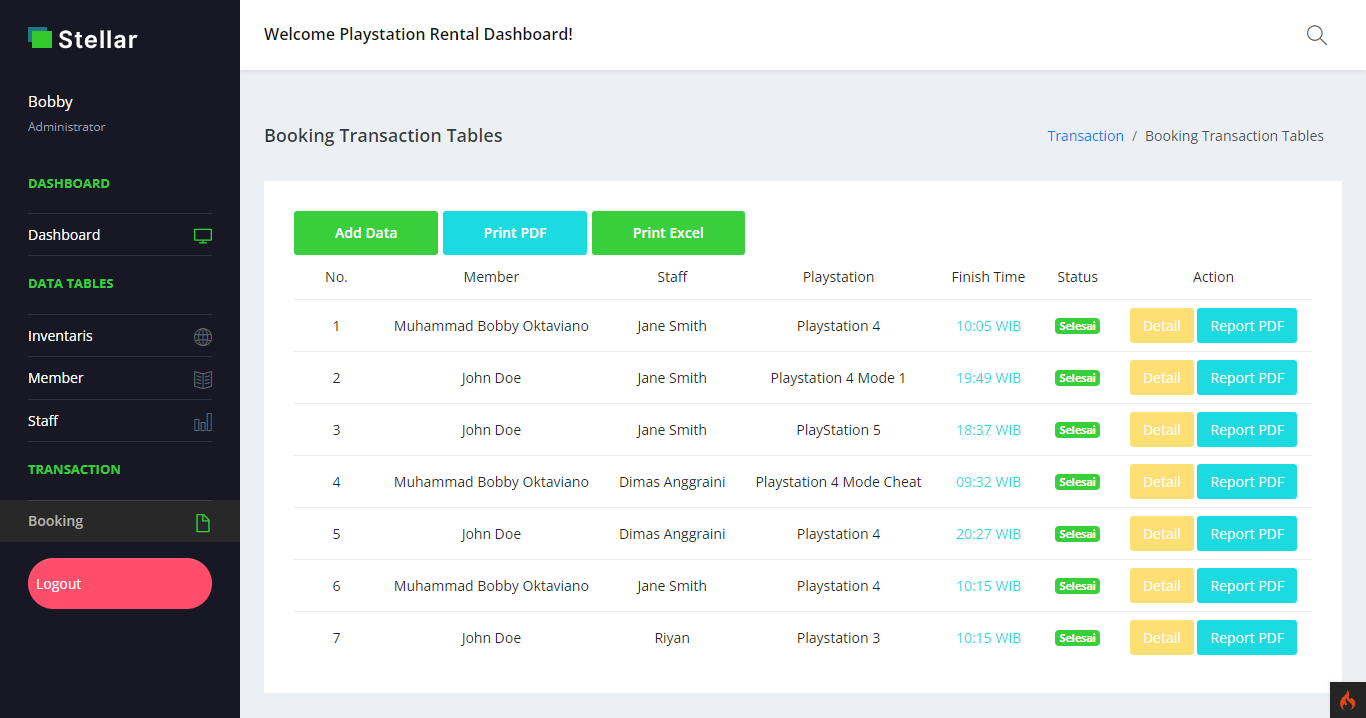 Stellar
Bobby
Administrator
DASHBOARD
Dashboard
DATA TABLES
Inventaris
Member
Staff
TRANSACTION
Booking
Logout
Welcome Playstation Rental Dashboard!
Booking Transaction Tables
Transaction / Booking Transaction Tables
Add Data Print PDF Print Excel
No. Member Staff Playstation Finish Time Status Action
1 Muhammad Bobby Oktaviano Jane Smith Playstation 4 10:05 WIB Selesai Detail Report PDF
2 John Doe Jane Smith Playstation 4 Mode 1 19:49 WIB Selesai Detail Report PDF
3 John Doe Jane Smith PlayStation 5 18:37 WIB Selesai Detail Report PDF
4 Muhammad Bobby Oktaviano Dimas Anggraini Playstation 4 Mode Cheat 09:32 WIB Selesai Detail Report PDF
5 John Doe Dimas Anggraini Playstation 4 20:27 WIB Selesai Detail Report PDF
6 Muhammad Bobby Oktaviano Jane Smith Playstation 4 10:15 WIB Selesai Detail Report PDF
7 John Doe Riyan Playstation 3 10:15 WIB Selesai Detail Report PDF